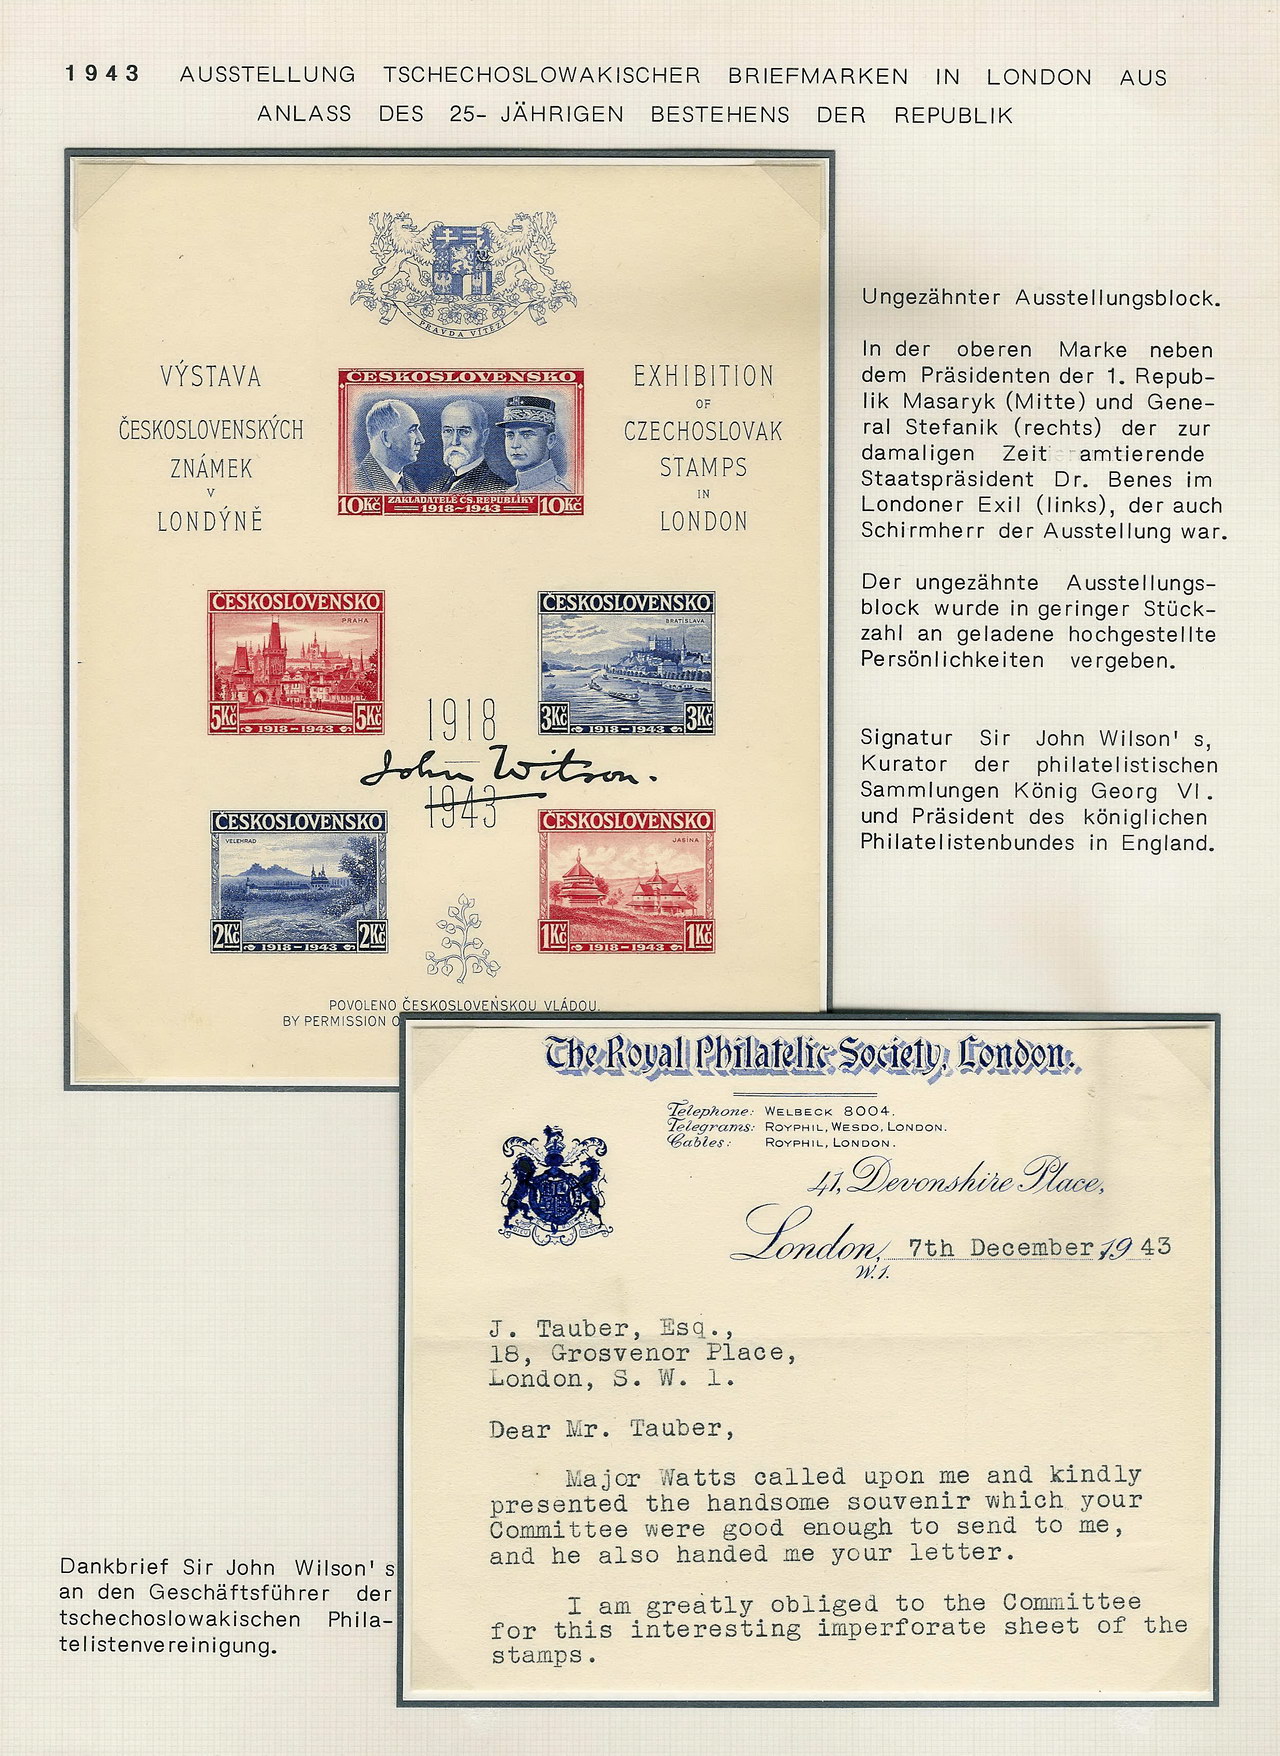 1943 AUSSTELLUNG TSCHECHOSLOWAKISCHER BRIEFMARKEN IN LONDON AUS
ANLASS DES 25- JÄHRIGEN BESTEHENS DER REPUBLIK
PRAVDA VÍTĚZÍ
VÝSTAVA
ČESKOSLOVENSKÝCH
ZNÁMEK
V
LONDÝNĚ
ČESKOSLOVENSKO
10Kč ZAKLADATELÉ ČS. REPUBLIKY 10Kč
1918-1943
EXHIBITION
OF
CZECHOSLOVAK
STAMPS
IN
LONDON
ČESKOSLOVENSKO
PRAHA
5Kč 1918-1943 5Kč
ČESKOSLOVENSKO
BRATISLAVA
3Kč 1918-1943 3Kč
1918
John Wilson.
1943
ČESKOSLOVENSKO
VELEHRAD
2Kč 1918-1943 2Kč
ČESKOSLOVENSKO
JASINA
1Kč 1918-1943 1Kč
POVOLENO ČESKOSLOVENSKOU VLÁDOU.
BY PERMISSION O
Ungezähnter Ausstellungsblock.
In der oberen Marke neben
dem Präsidenten der 1. Repub-
lik Masaryk (Mitte) und Gene-
ral Stefanik (rechts) der zur
damaligen Zeit amtierende
Staatspräsident Dr. Benes im
Londoner Exil (links), der auch
Schirmherr der Ausstellung war.
Der ungezähnte Ausstellungs-
block wurde in geringer Stück-
zahl an geladene hochgestellte
Persönlichkeiten vergeben.
Signatur Sir John Wilson' s,
Kurator der philatelistischen
Sammlungen König Georg VI.
und Präsident des königlichen
Philatelistenbundes in England.
The Royal Philatelic Society, London.
Telephone: WELBECK 8004.
Telegrams: ROYPHIL, WESDO, LONDON.
Cables: ROYPHIL, LONDON.
41, Devonshire Place,
London, 7th December, 1943
W.1.
J. Tauber, Esq.,
18, Grosvenor Place,
London, S. W. 1.
Dear Mr. Tauber,
Major Watts called upon me and kindly
presented the handsome souvenir which your
Committee were good enough to send to me,
and he also handed me your letter.
I am greatly obliged to the Committee
for this interesting imperforate sheet of the
stamps.
Dankbrief Sir John Wilson' s
an den Geschäftsführer der
tschechoslowakischen Phila-
telistenvereinigung.